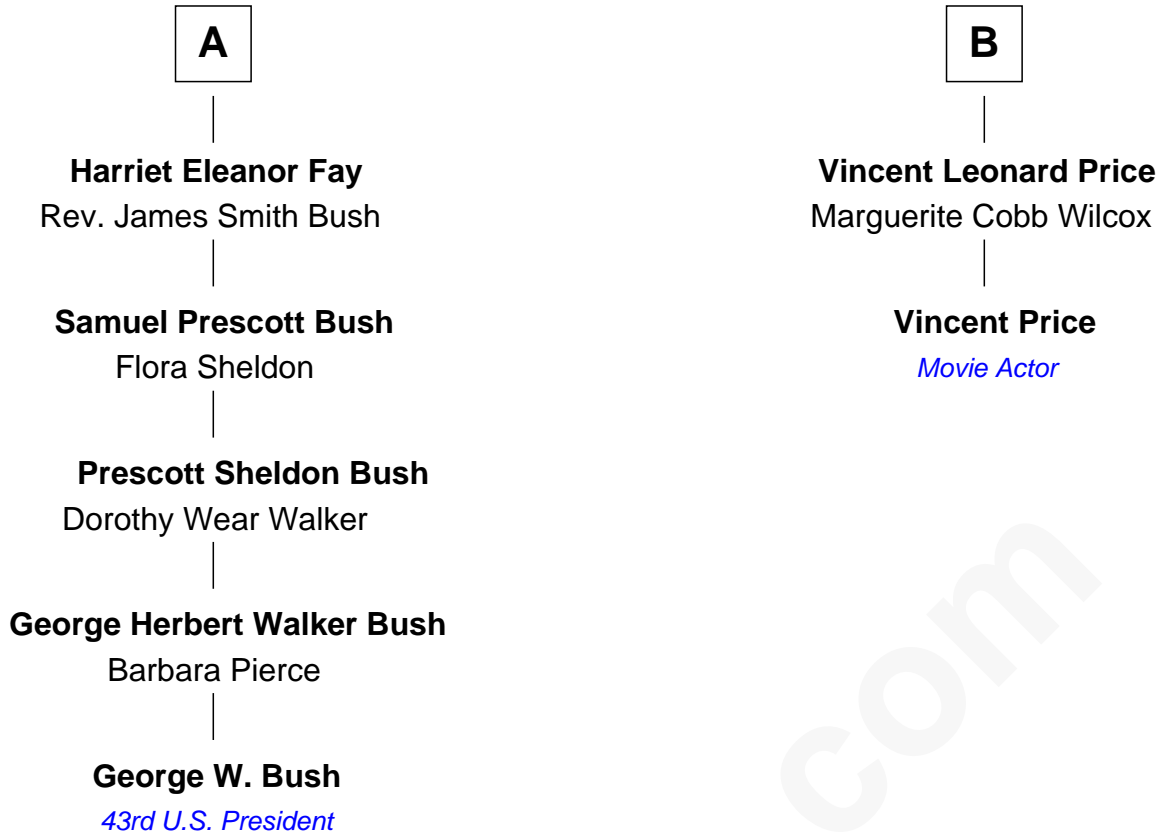 A
Harriet Eleanor Fay
Rev. James Smith Bush
Samuel Prescott Bush
Flora Sheldon
Prescott Sheldon Bush
Dorothy Wear Walker
George Herbert Walker Bush
Barbara Pierce
George W. Bush
43rd U.S. President
B
Vincent Leonard Price
Marguerite Cobb Wilcox
Vincent Price
Movie Actor
com